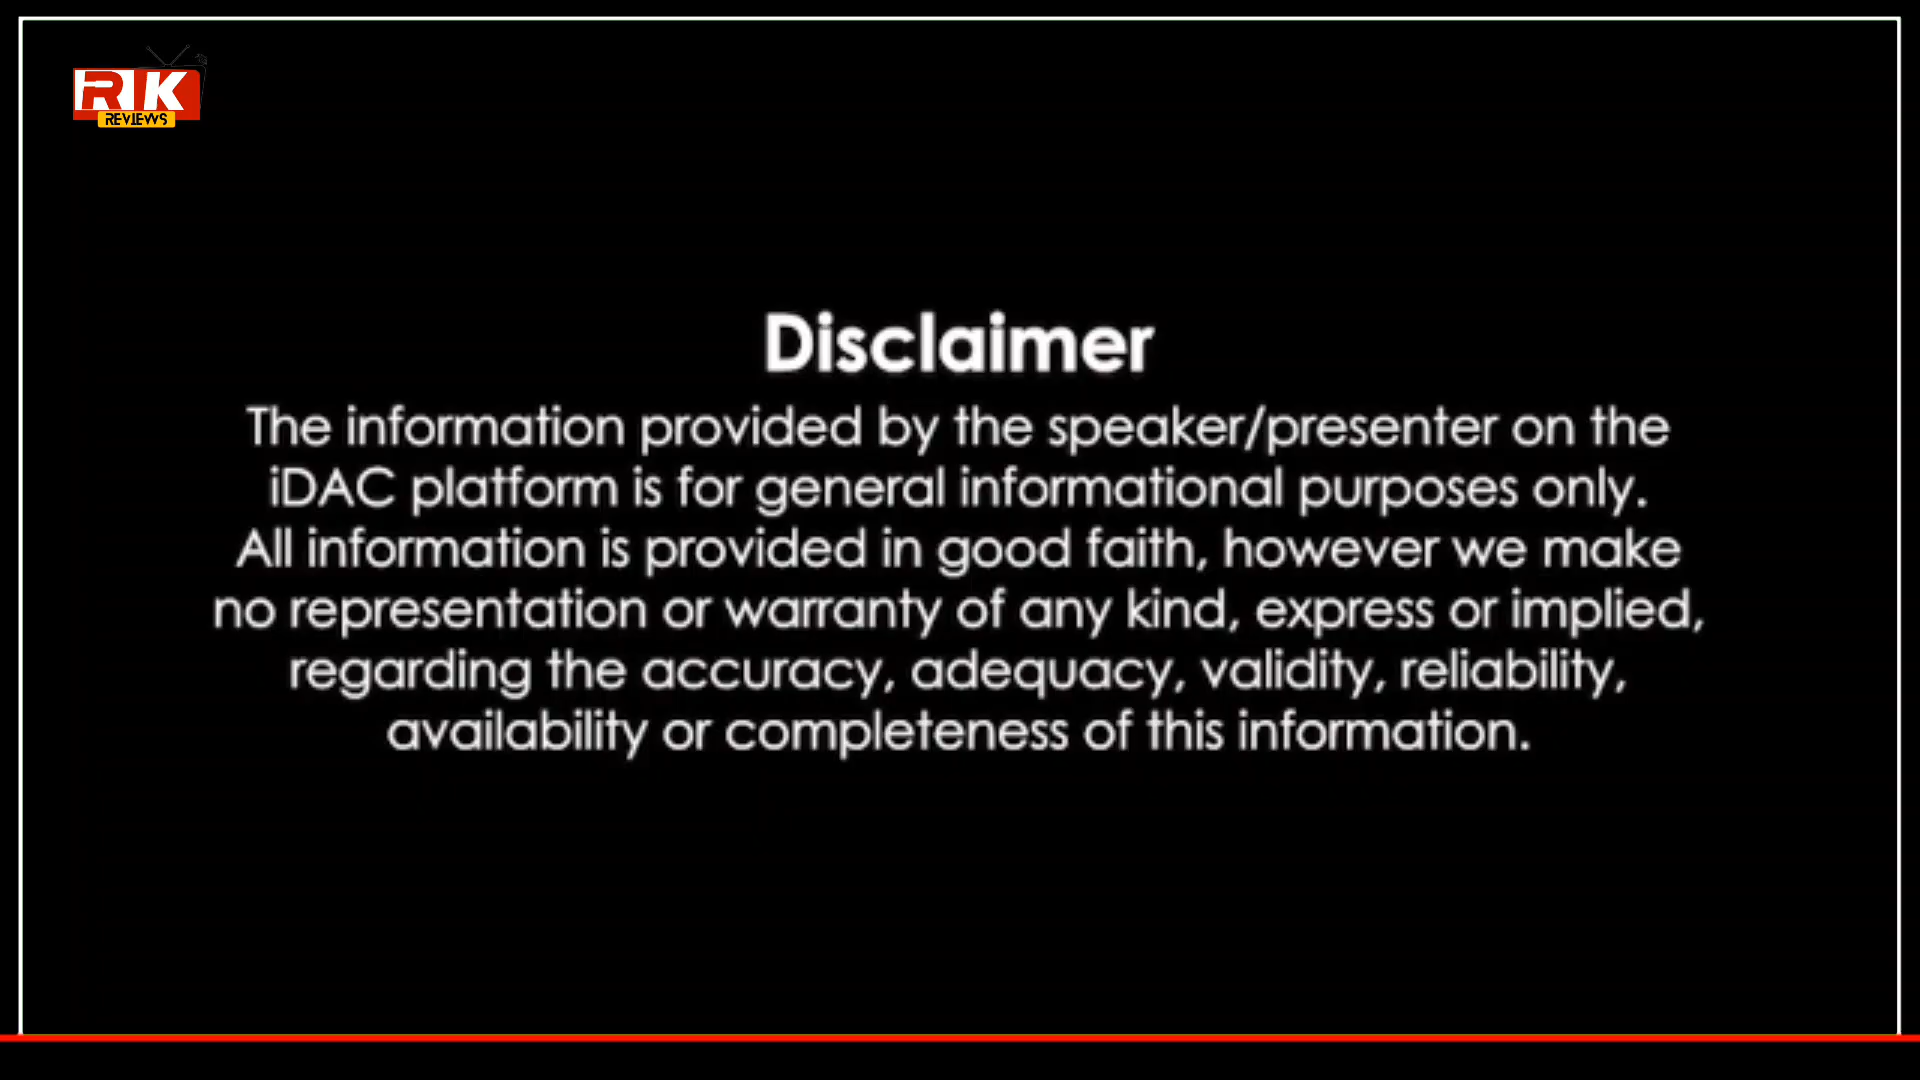 RTK
REVIEWS
Disclaimer
The information provided by the speaker/presenter on the
iDAC platform is for general informational purposes only.
All information is provided in good faith, however we make
no representation or warranty of any kind, express or implied,
regarding the accuracy, adequacy, validity, reliability,
availability or completeness of this information.